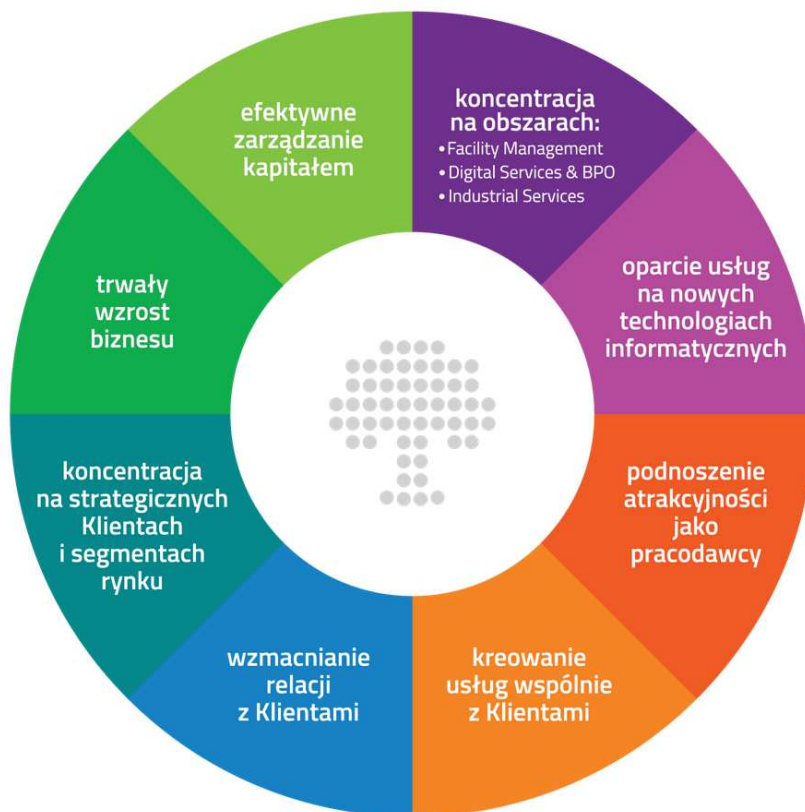 koncentracja
na obszarach:
•Facility Management
•Digital Services & BPO
•Industrial Services
oparcie usług
na nowych
technologiach
informatycznych
podnoszenie
atrakcyjności
jako
pracodawcy
kreowanie
usług wspólnie
z Klientami
wzmacnianie
relacji
z Klientami
koncentracja
na strategicznych
Klientach
i segmentach
rynku
trwały
wzrost
biznesu
efektywne
zarządzanie
kapitałem